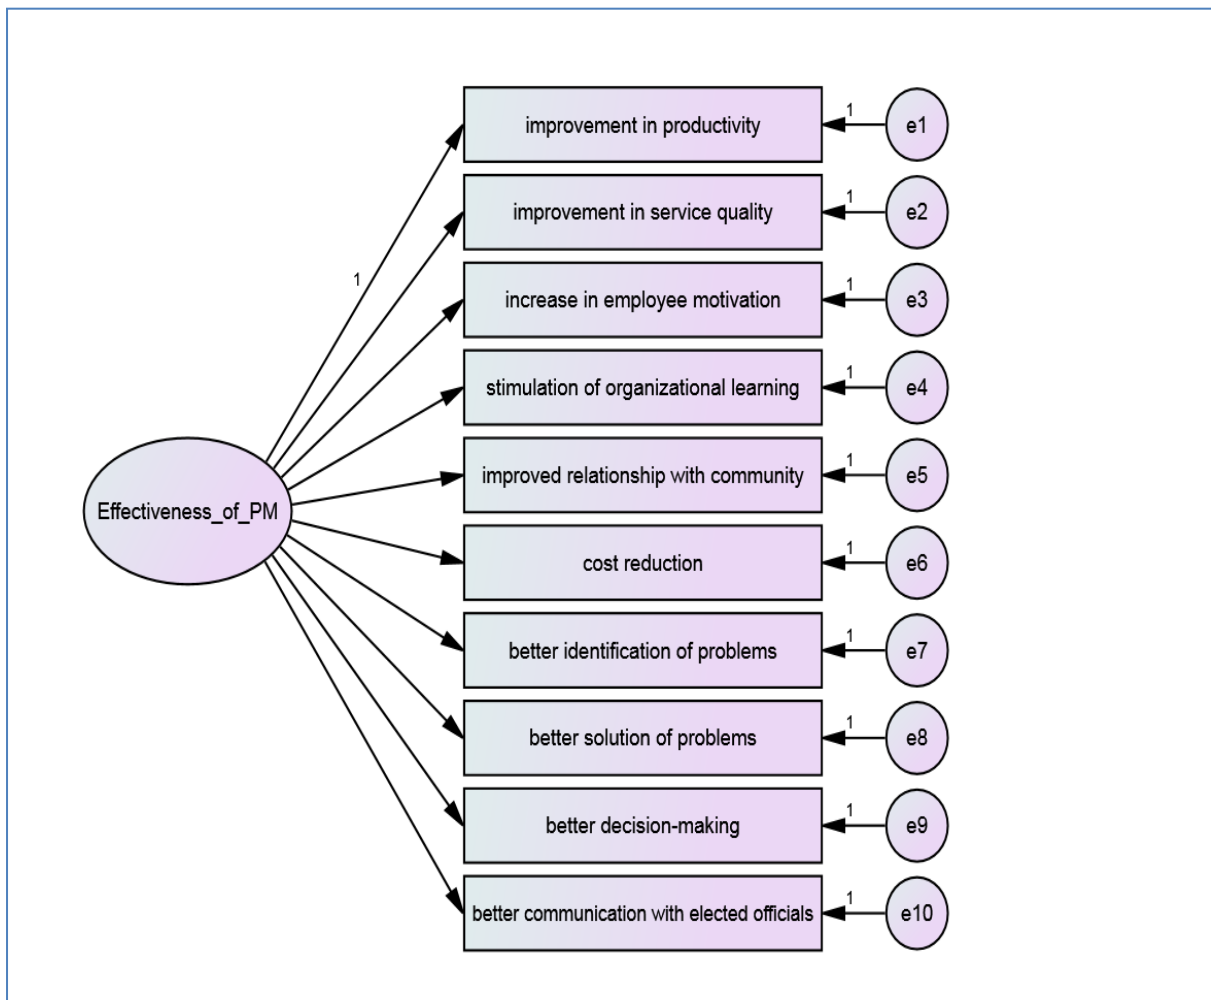 improvement in productivity
1
e1
improvement in service quality
1
e2
1
increase in employee motivation
1
e3
stimulation of organizational learning
1
e4
improved relationship with community
1
e5
Effectiveness_of_PM
cost reduction
1
e6
better identification of problems
1
e7
better solution of problems
1
e8
better decision-making
1
e9
better communication with elected officials
1
e10